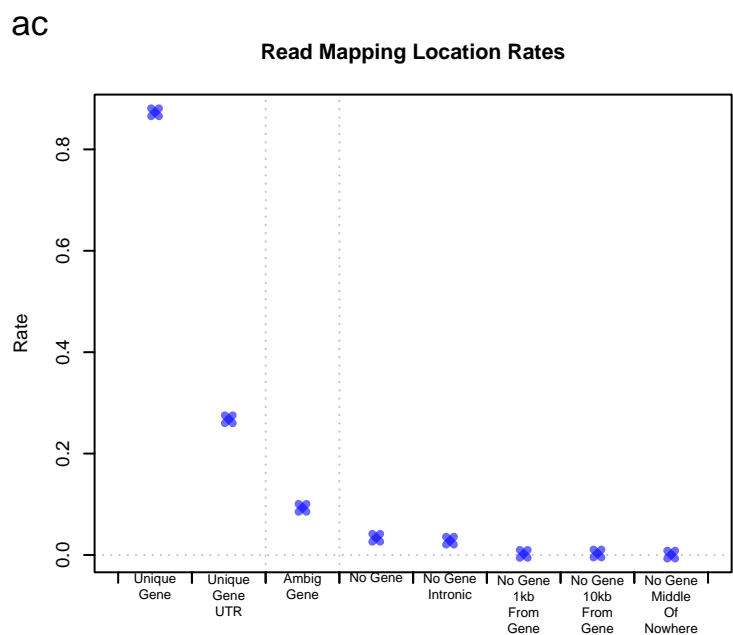 ac
Read Mapping Location Rates
Rate
0.8
0.6
0.4
0.2
0.0
Unique
Gene
Unique
Gene
UTR
Ambig
Gene
No Gene
No Gene
Intronic
No Gene
1kb
From
Gene
No Gene
10kb
From
Gene
No Gene
Middle
Of
Nowhere